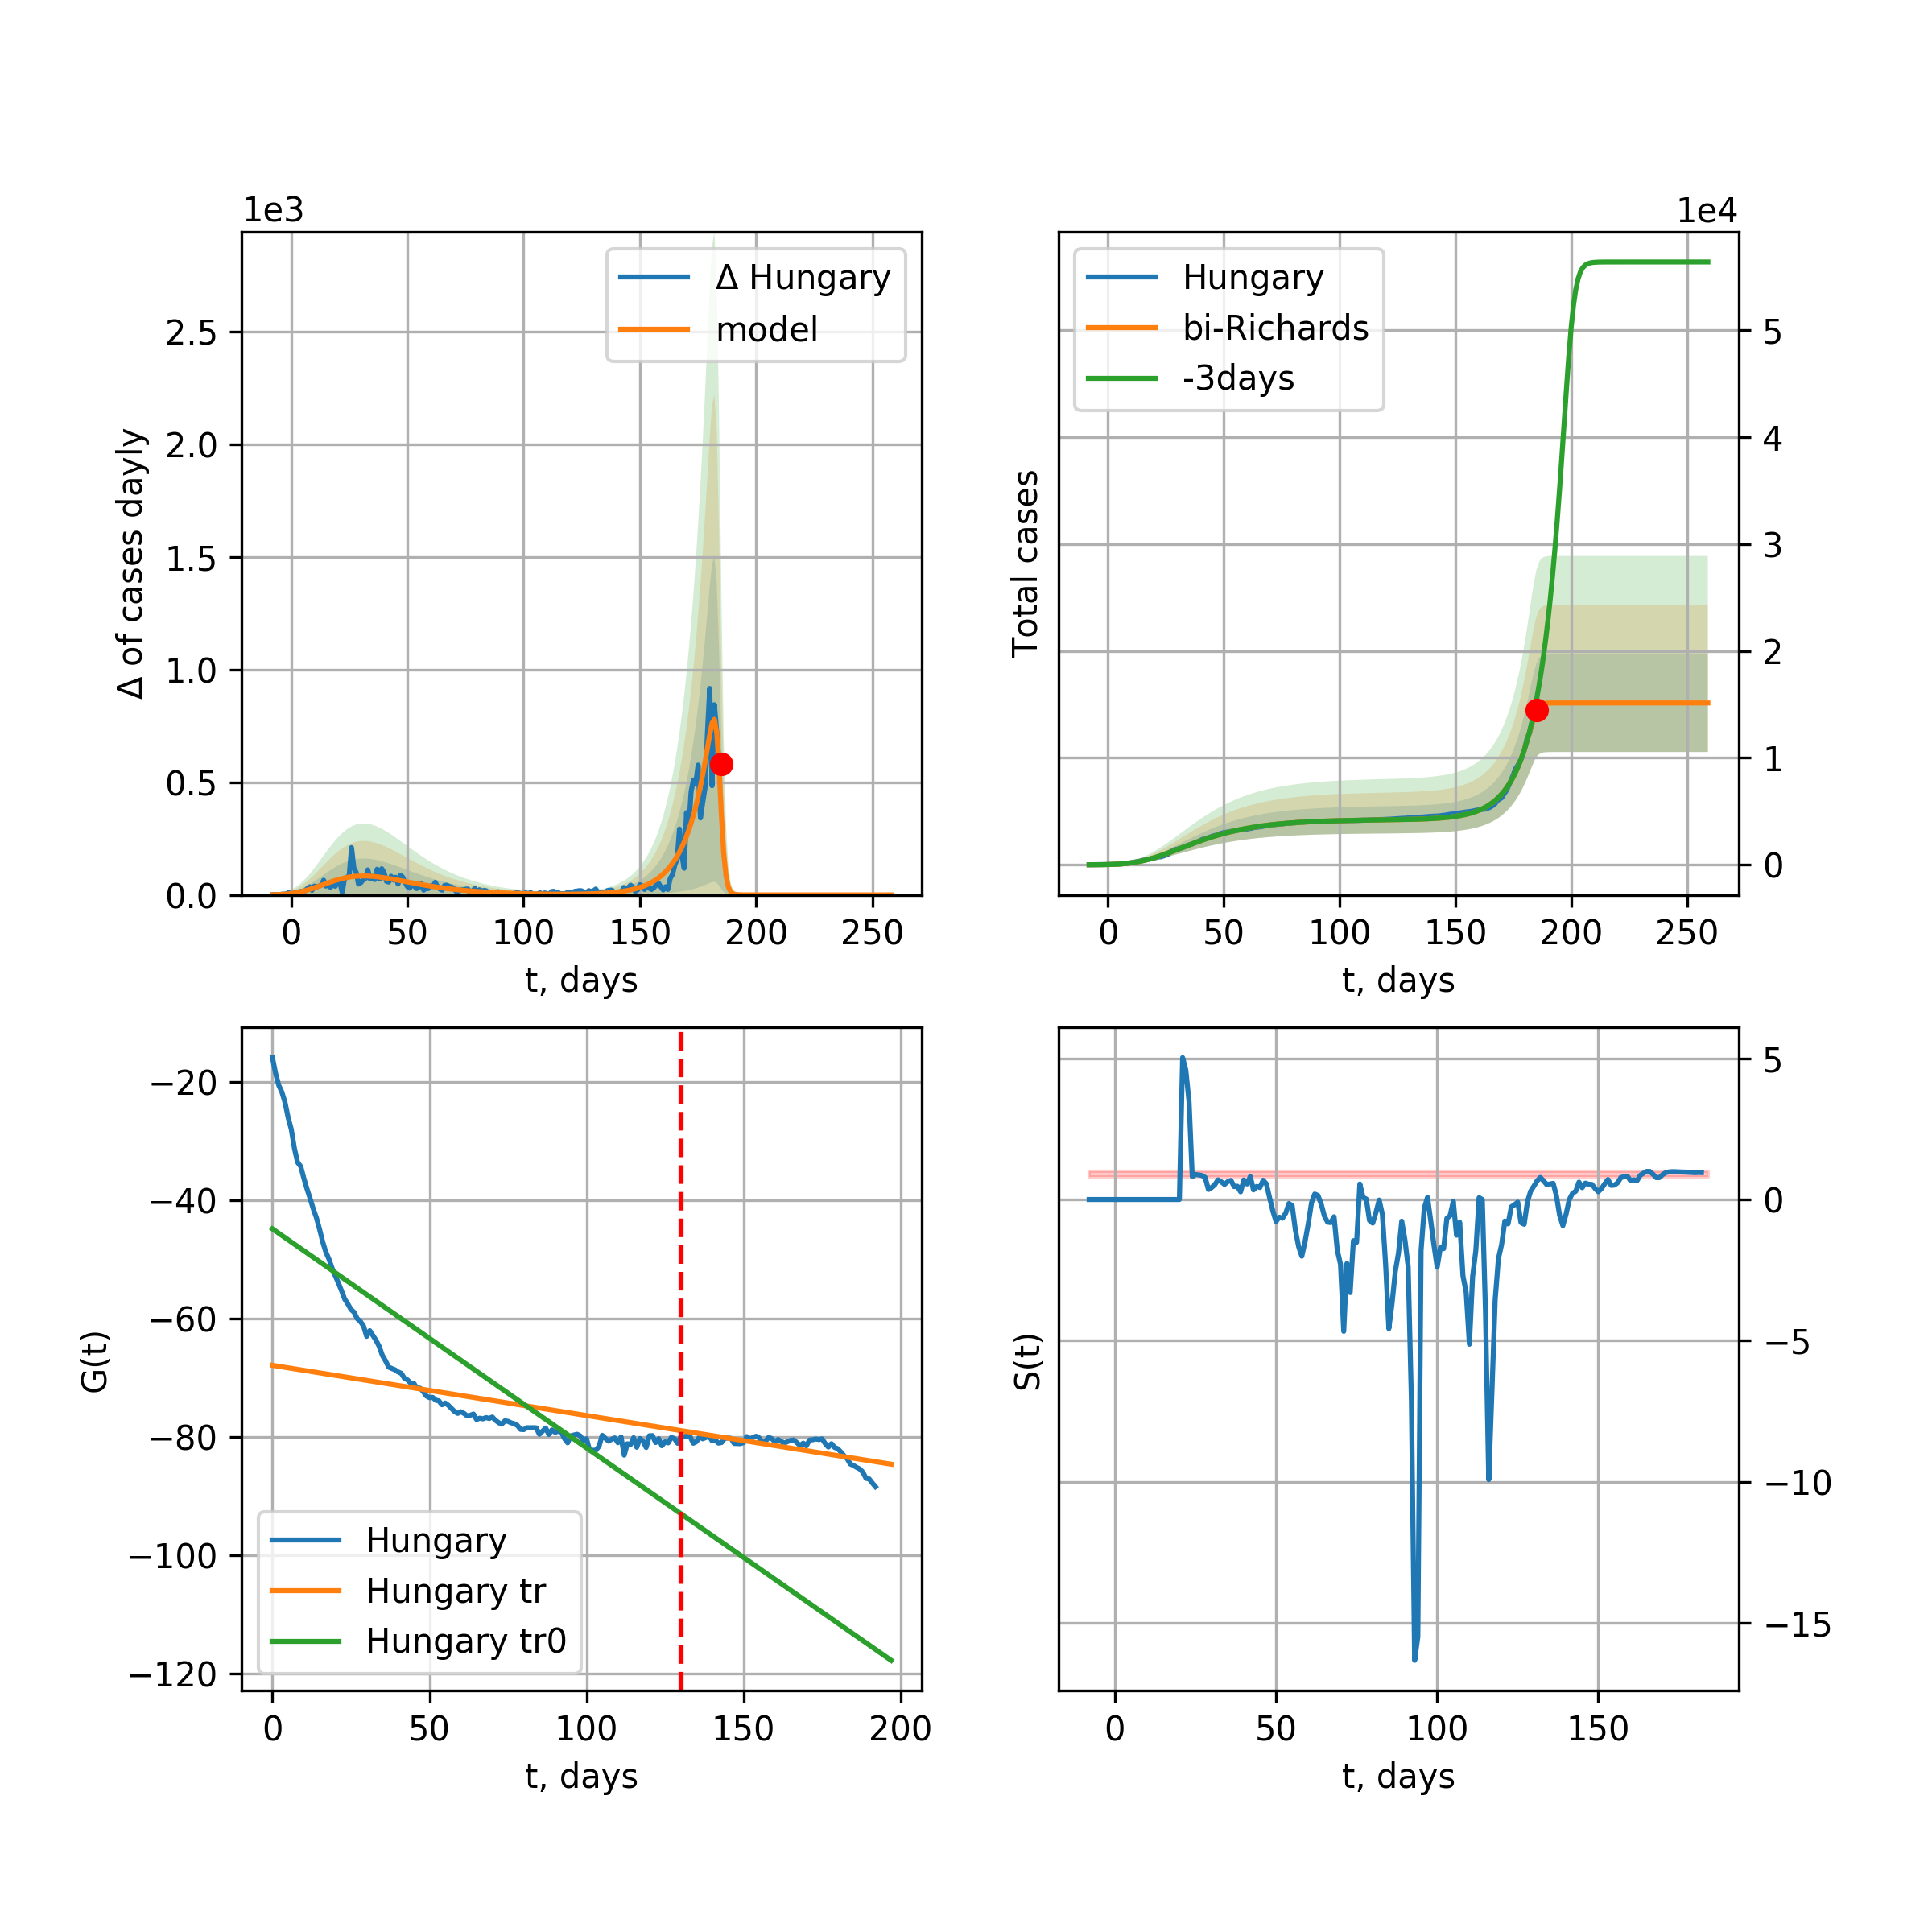 1e3
Δ of cases dayly
2.5
2.0
1.5
1.0
0.5
0.0
Δ Hungary
model
0 50 100 150 200 250
t, days
1e4
Total cases
Hungary
bi-Richards
-3days
5
4
3
2
1
0
0 50 100 150 200 250
t, days
G(t)
−20
−40
−60
−80
−100
−120
Hungary
Hungary tr
Hungary tr0
0 50 100 150 200
t, days
S(t)
5
0
−5
−10
−15
0 50 100 150
t, days